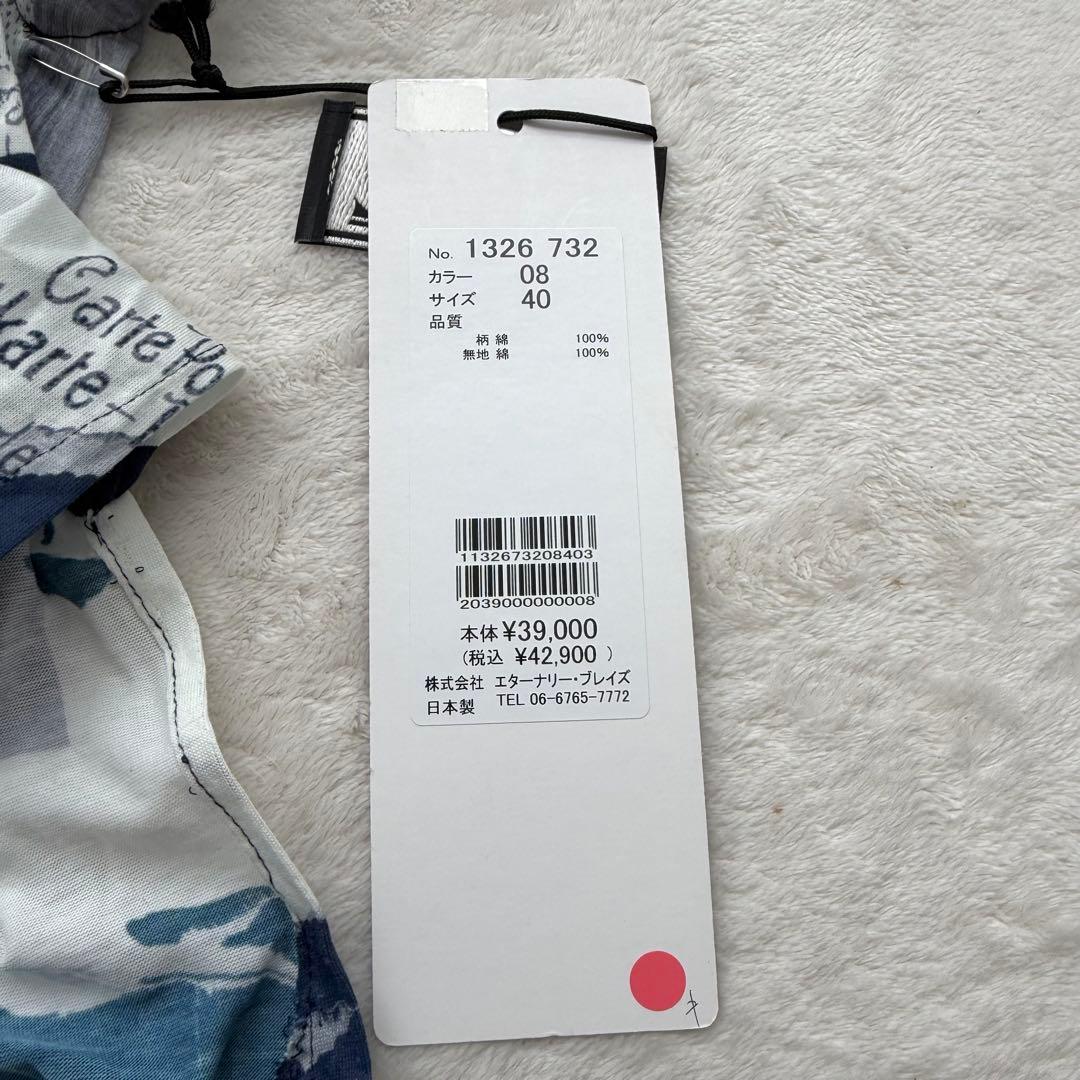 No. 1326 732
カラー 08
サイズ 40
品質
柄 綿 100%
無地 綿 100%
1132673208403
2039000000008
本体 ¥39,000
(税込 ¥42,900 )
株式会社 エターナリー・ブレイズ
日本製 TEL 06-6765-7772
Carte Po
karte-